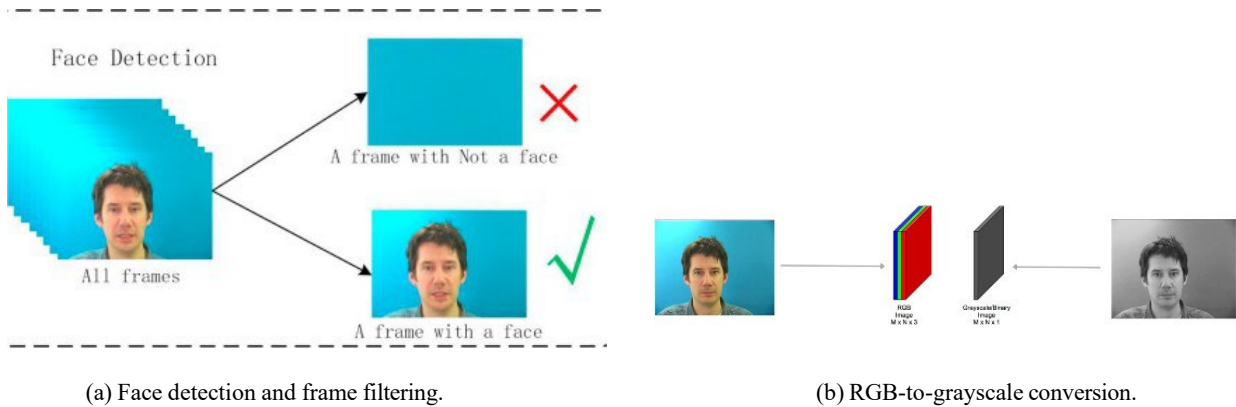 Face Detection
A frame with Not a face
All frames
A frame with a face
RGB
Image
M x N x 3
Grayscale/Binary
Image
M x N x 1
(a) Face detection and frame filtering.
(b) RGB-to-grayscale conversion.